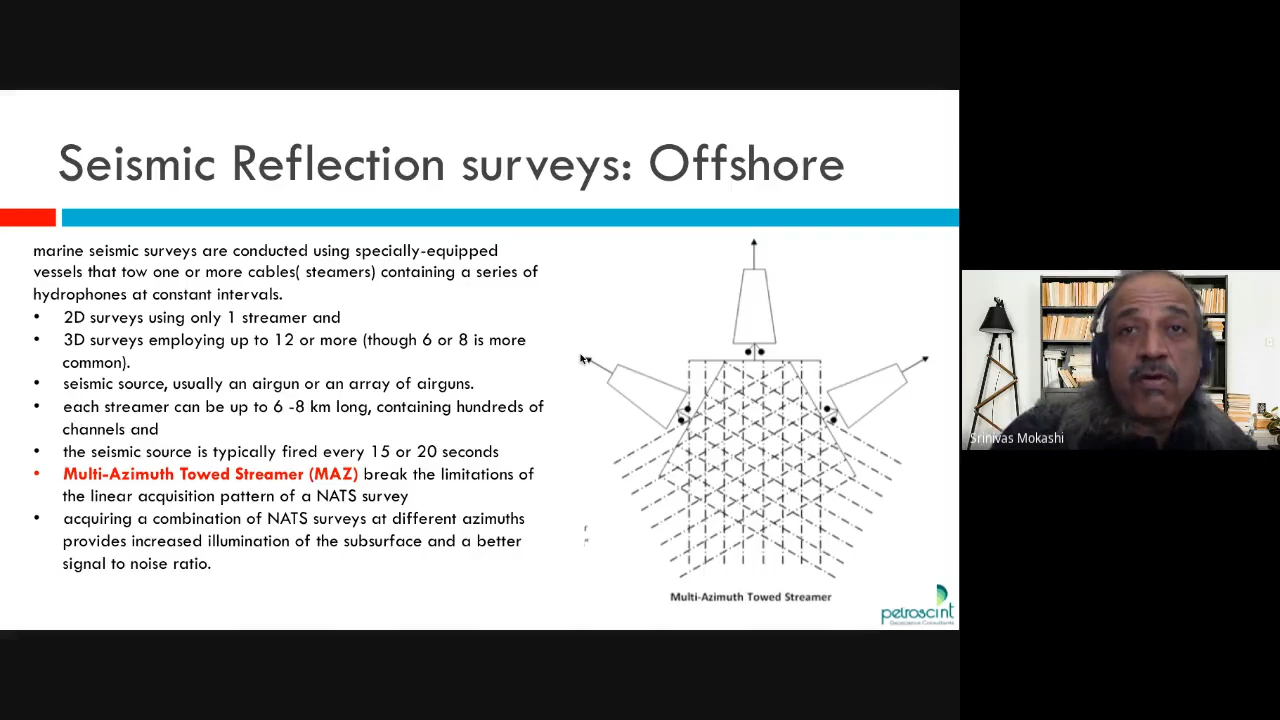 Seismic Reflection surveys: Offshore
marine seismic surveys are conducted using specially-equipped
vessels that tow one or more cables( steamers) containing a series of
hydrophones at constant intervals.
• 2D surveys using only 1 streamer and
• 3D surveys employing up to 12 or more (though 6 or 8 is more
common).
• seismic source, usually an airgun or an array of airguns.
• each streamer can be up to 6 -8 km long, containing hundreds of
channels and
• the seismic source is typically fired every 15 or 20 seconds
• Multi-Azimuth Towed Streamer (MAZ) break the limitations of
the linear acquisition pattern of a NATS survey
• acquiring a combination of NATS surveys at different azimuths
provides increased illumination of the subsurface and a better
signal to noise ratio.
Multi-Azimuth Towed Streamer
petroscint
Geoscience Consultants
Srinivas Mokashi